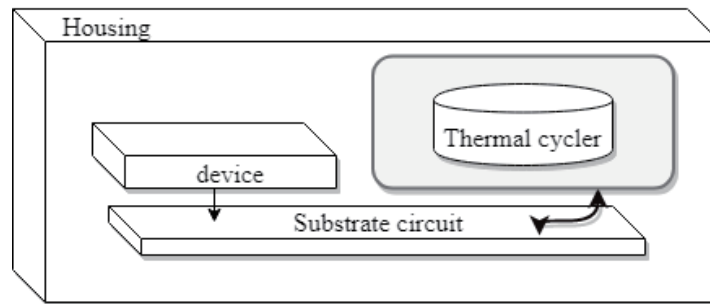 Housing
Thermal cycler
device
Substrate circuit